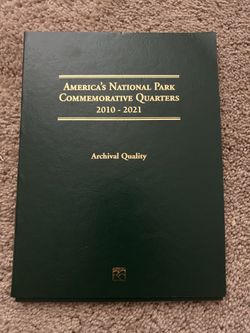 America's National Park
Commemorative Quarters
2010 - 2021
Archival Quality